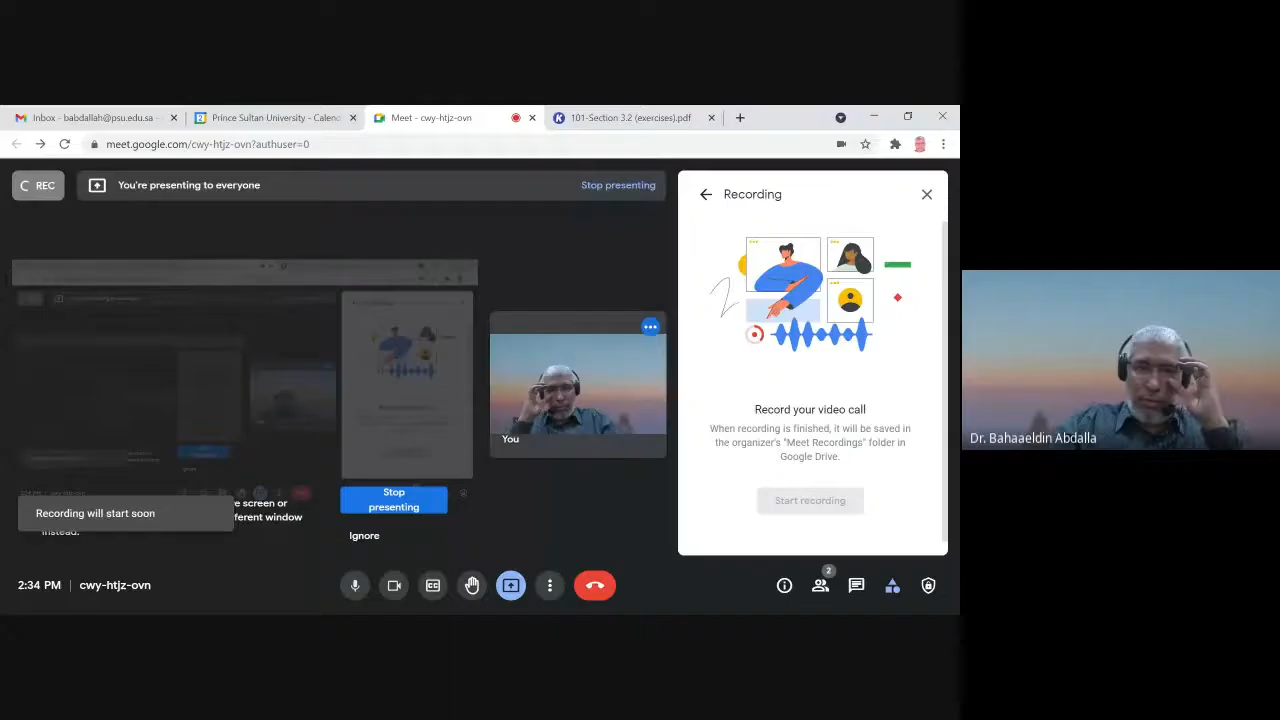 Inbox - babdallah@psu.edu.sa -
Prince Sultan University - Calend
Meet - cwy-htjz-ovn
101-Section 3.2 (exercises).pdf
meet.google.com/cwy-htjz-ovn?authuser=0
REC
You're presenting to everyone
Stop presenting
Recording
Record your video call
When recording is finished, it will be saved
in the organizer's "Meet Recordings" folder in
Google Drive.
Start recording
You
Stop
presenting
Ignore
Recording will start soon
e screen or
ferent window
instead.
2:34 PM | cwy-htjz-ovn
2
Dr. Bahaaeldin Abdalla